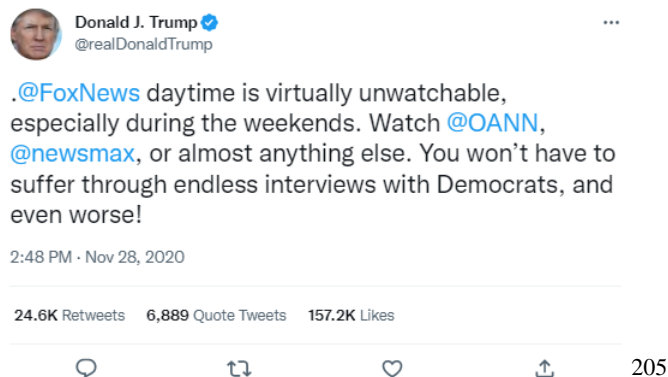 Donald J. Trump
@realDonaldTrump
.@FoxNews daytime is virtually unwatchable,
especially during the weekends. Watch @OANN,
@newsmax, or almost anything else. You won’t have to
suffer through endless interviews with Democrats, and
even worse!
2:48 PM · Nov 28, 2020
24.6K Retweets 6,889 Quote Tweets 157.2K Likes
205